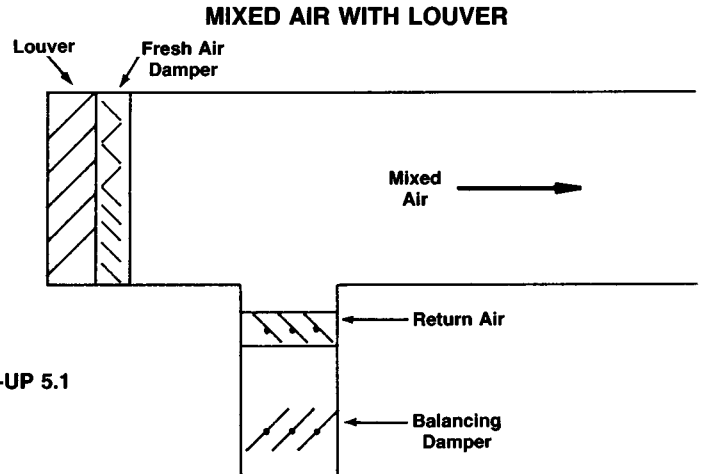 MIXED AIR WITH LOUVER
Louver
Fresh Air
Damper
Mixed
Air
Return Air
-UP 5.1
Balancing
Damper